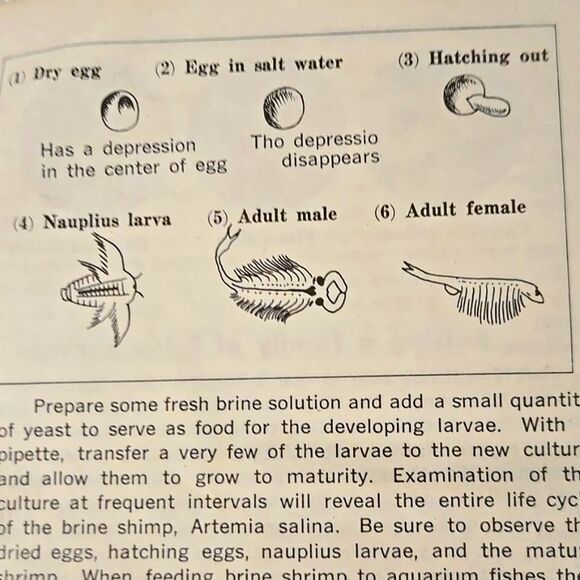 (1) Dry egg
(2) Egg in salt water
(3) Hatching out
Has a depression
in the center of egg
Tho depressio
disappears
(4) Nauplius larva
(5) Adult male
(6) Adult female
Prepare some fresh brine solution and add a small quantit
of yeast to serve as food for the developing larvae. With
pipette, transfer a very few of the larvae to the new cultur
and allow them to grow to maturity. Examination of th
culture at frequent intervals will reveal the entire life cyc
of the brine shimp, Artemia salina. Be sure to observe th
dried eggs, hatching eggs, nauplius larvae, and the matur
shrimp. When feeding brine shrimp to aquarium fishes the